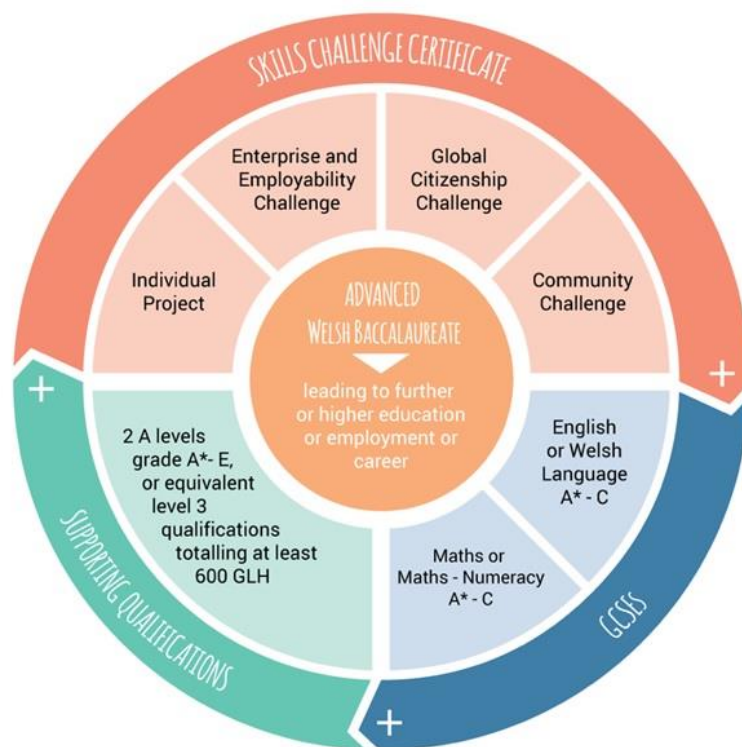 SKILLS CHALLENGE CERTIFICATE
Enterprise and
Employability
Challenge
Global
Citizenship
Challenge
Individual
Project
Community
Challenge
ADVANCED
WELSH BACCALAUREATE
leading to further
or higher education
or employment or
career
+
+
2 A levels
grade A*- E,
or equivalent
level 3
qualifications
totalling at least
600 GLH
English
or Welsh
Language
A* - C
Maths or
Maths - Numeracy
A* - C
SUPPORTING QUALIFICATIONS
GCSES
+